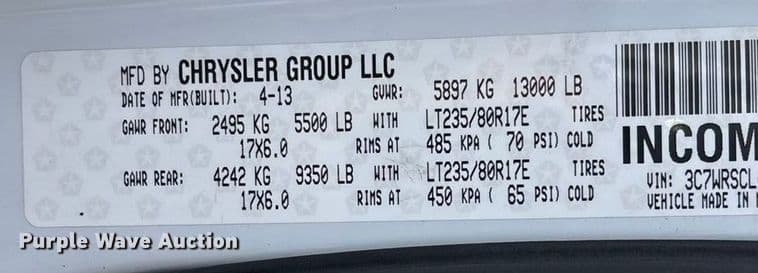 MFD BY CHRYSLER GROUP LLC
DATE OF MFR(BUILT): 4-13 GVWR: 5897 KG 13000 LB
GAWR FRONT: 2495 KG 5500 LB WITH LT235/80R17E TIRES
17X6.0 RIMS AT 485 KPA ( 70 PSI) COLD
GAWR REAR: 4242 KG 9350 LB WITH LT235/80R17E TIRES
17X6.0 RIMS AT 450 KPA ( 65 PSI) COLD
INCOM
VIN: 3C7WRSCL
VEHICLE MADE IN
Purple Wave Auction